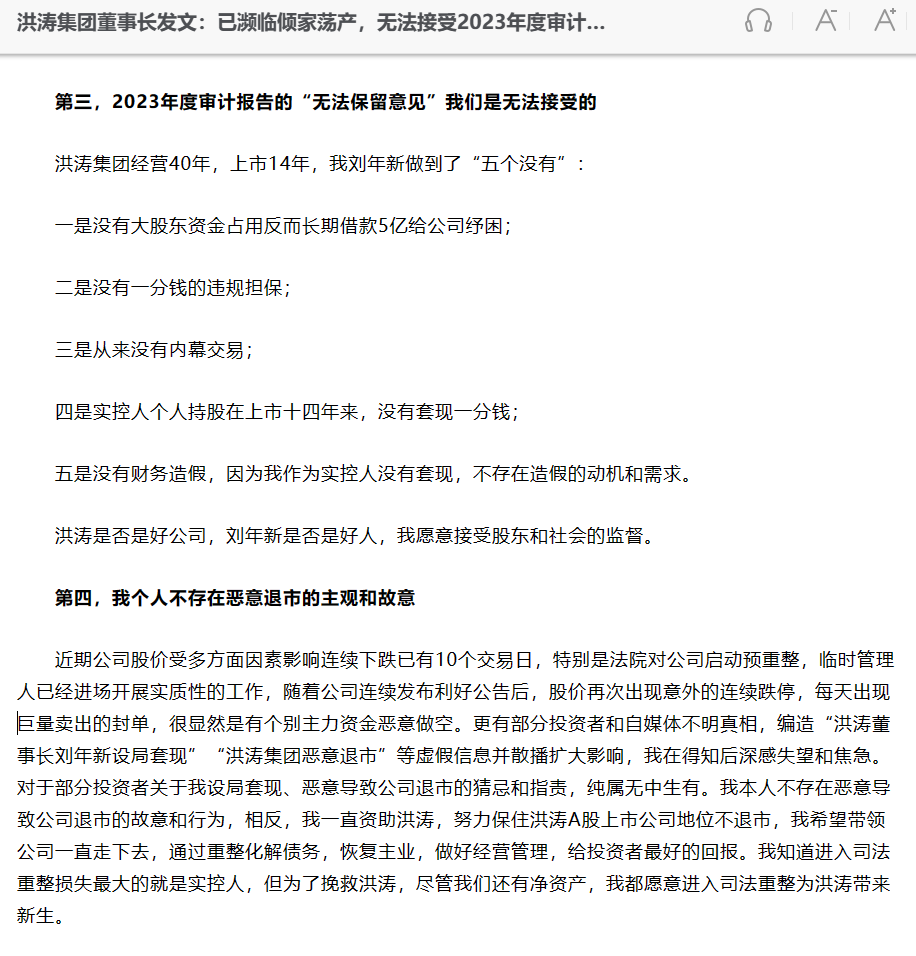 洪涛集团董事长发文：已濒临倾家荡产，无法接受2023年度审计...
A-
A+
第三，2023年度审计报告的“无法保留意见”我们是无法接受的
洪涛集团经营40年，上市14年，我刘年新做到了“五个没有”：
一是没有大股东资金占用反而长期借款5亿给公司纾困；
二是没有一分钱的违规担保；
三是从来没有内幕交易；
四是实控人个人持股在上市十四年来，没有套现一分钱；
五是没有财务造假，因为我作为实控人没有套现，不存在造假的动机和需求。
洪涛是否是好公司，刘年新是否是好人，我愿意接受股东和社会的监督。
第四，我个人不存在恶意退市的主观和故意
近期公司股价受多方面因素影响连续下跌已有10个交易日，特别是法院对公司启动预重整，临时管理
人已经进场开展实质性的工作，随着公司连续发布利好公告后，股价再次出现意外的连续跌停，每天出现
巨量卖出的封单，很显然是有个别主力资金恶意做空。更有部分投资者和自媒体不明真相，编造“洪涛董
事长刘年新设局套现”“洪涛集团恶意退市”等虚假信息并散播扩大影响，我在得知后深感失望和焦急。
对于部分投资者关于我设局套现、恶意导致公司退市的猜忌和指责，纯属无中生有。我本人不存在恶意导
致公司退市的故意和行为，相反，我一直资助洪涛，努力保住洪涛A股上市公司地位不退市，我希望带领
公司一直走下去，通过重整化解债务，恢复主业，做好经营管理，给投资者最好的回报。我知道进入司法
重整损失最大的就是实控人，但为了挽救洪涛，尽管我们还有净资产，我都愿意进入司法重整为洪涛带来
新生。